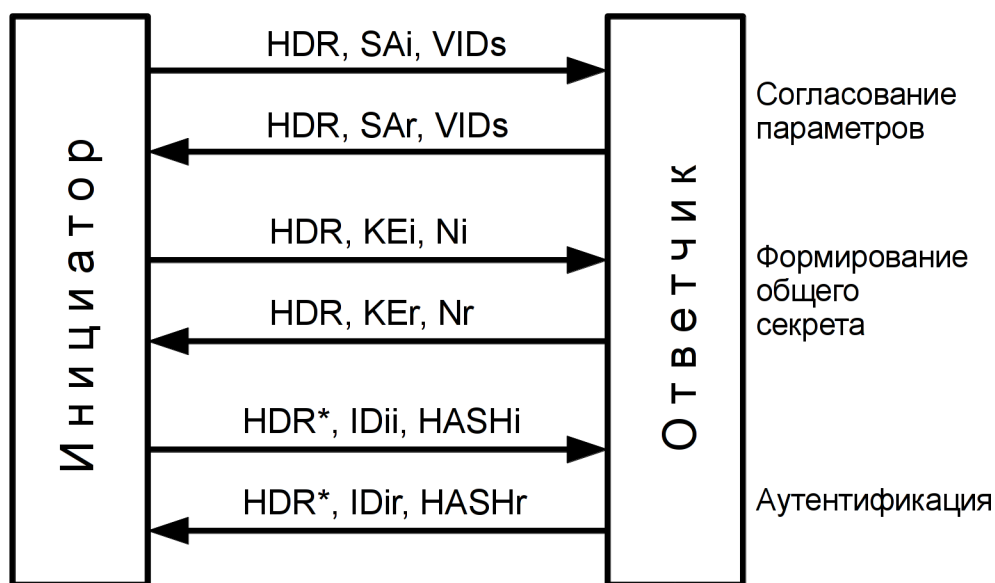 Инициатор
HDR, SAi, VIDs
HDR, SAr, VIDs
HDR, KEi, Ni
HDR, KEr, Nr
HDR*, IDii, HASHi
HDR*, IDir, HASHr
Ответчик
Согласование
параметров
Формирование
общего
секрета
Аутентификация